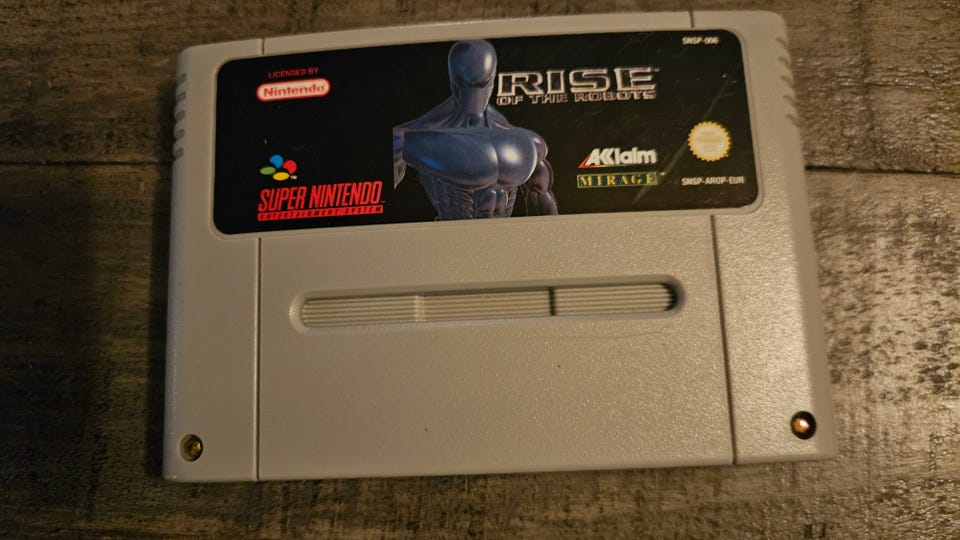 SNSP-006
LICENSED BY
Nintendo
RISE
OF THE ROBOTS
AKklaim
MIRAGE
SNSP-AROP-EUR
SUPER NINTENDO
ENTERTAINMENT SYSTEM